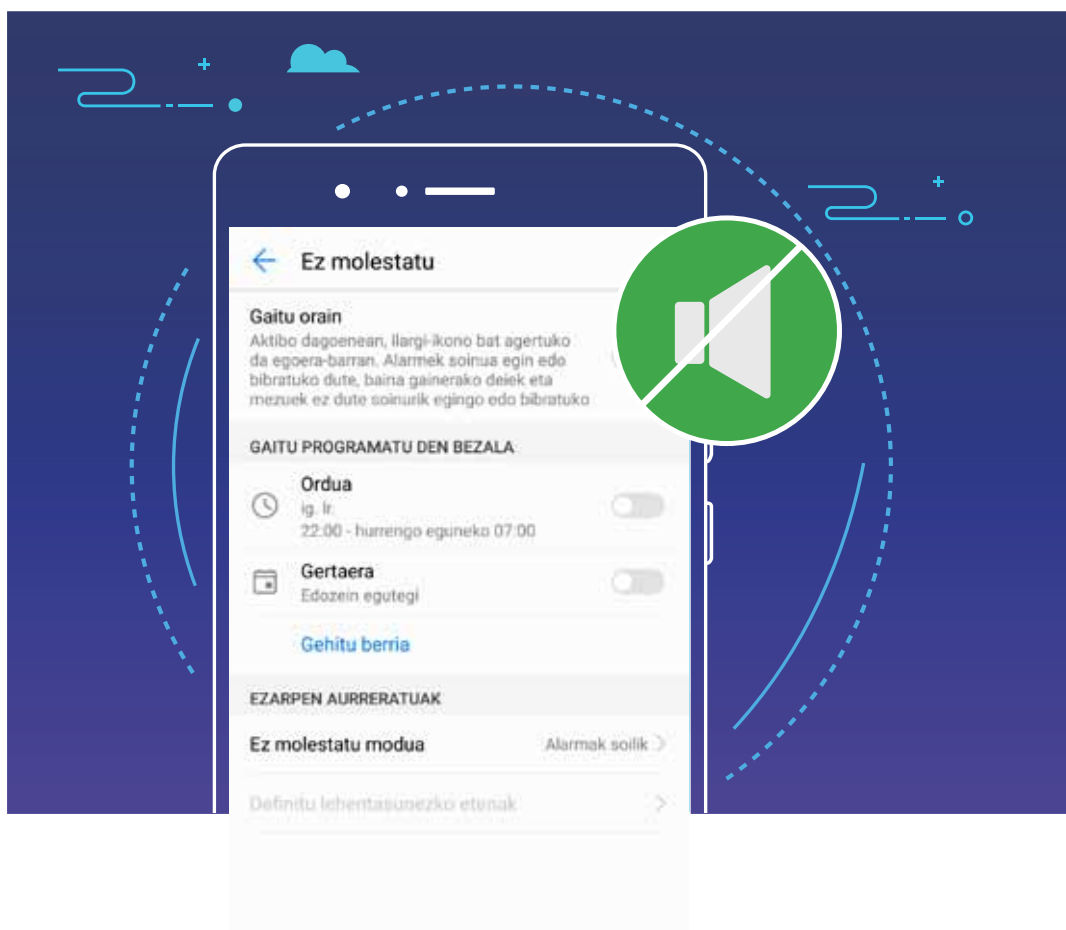 Ez molestatu
Gaitu orain
Aktibo dagoenean, ilargi-ikono bat agertuko
da egoera-barran. Alarmek soinua egin edo
bibratuko dute, baina gainerako deiek eta
mezuek ez dute soinurik egingo edo bibratuko
GAITU PROGRAMATU DEN BEZALA
Ordua
ig. lr.
22:00 - hurrengo eguneko 07:00
Gertaera
Edozein egutegi
Gehitu berria
EZARPEN AURRERATUAK
Ez molestatu modua
Alarmak soilik
Definitu lehentasunezko etenak